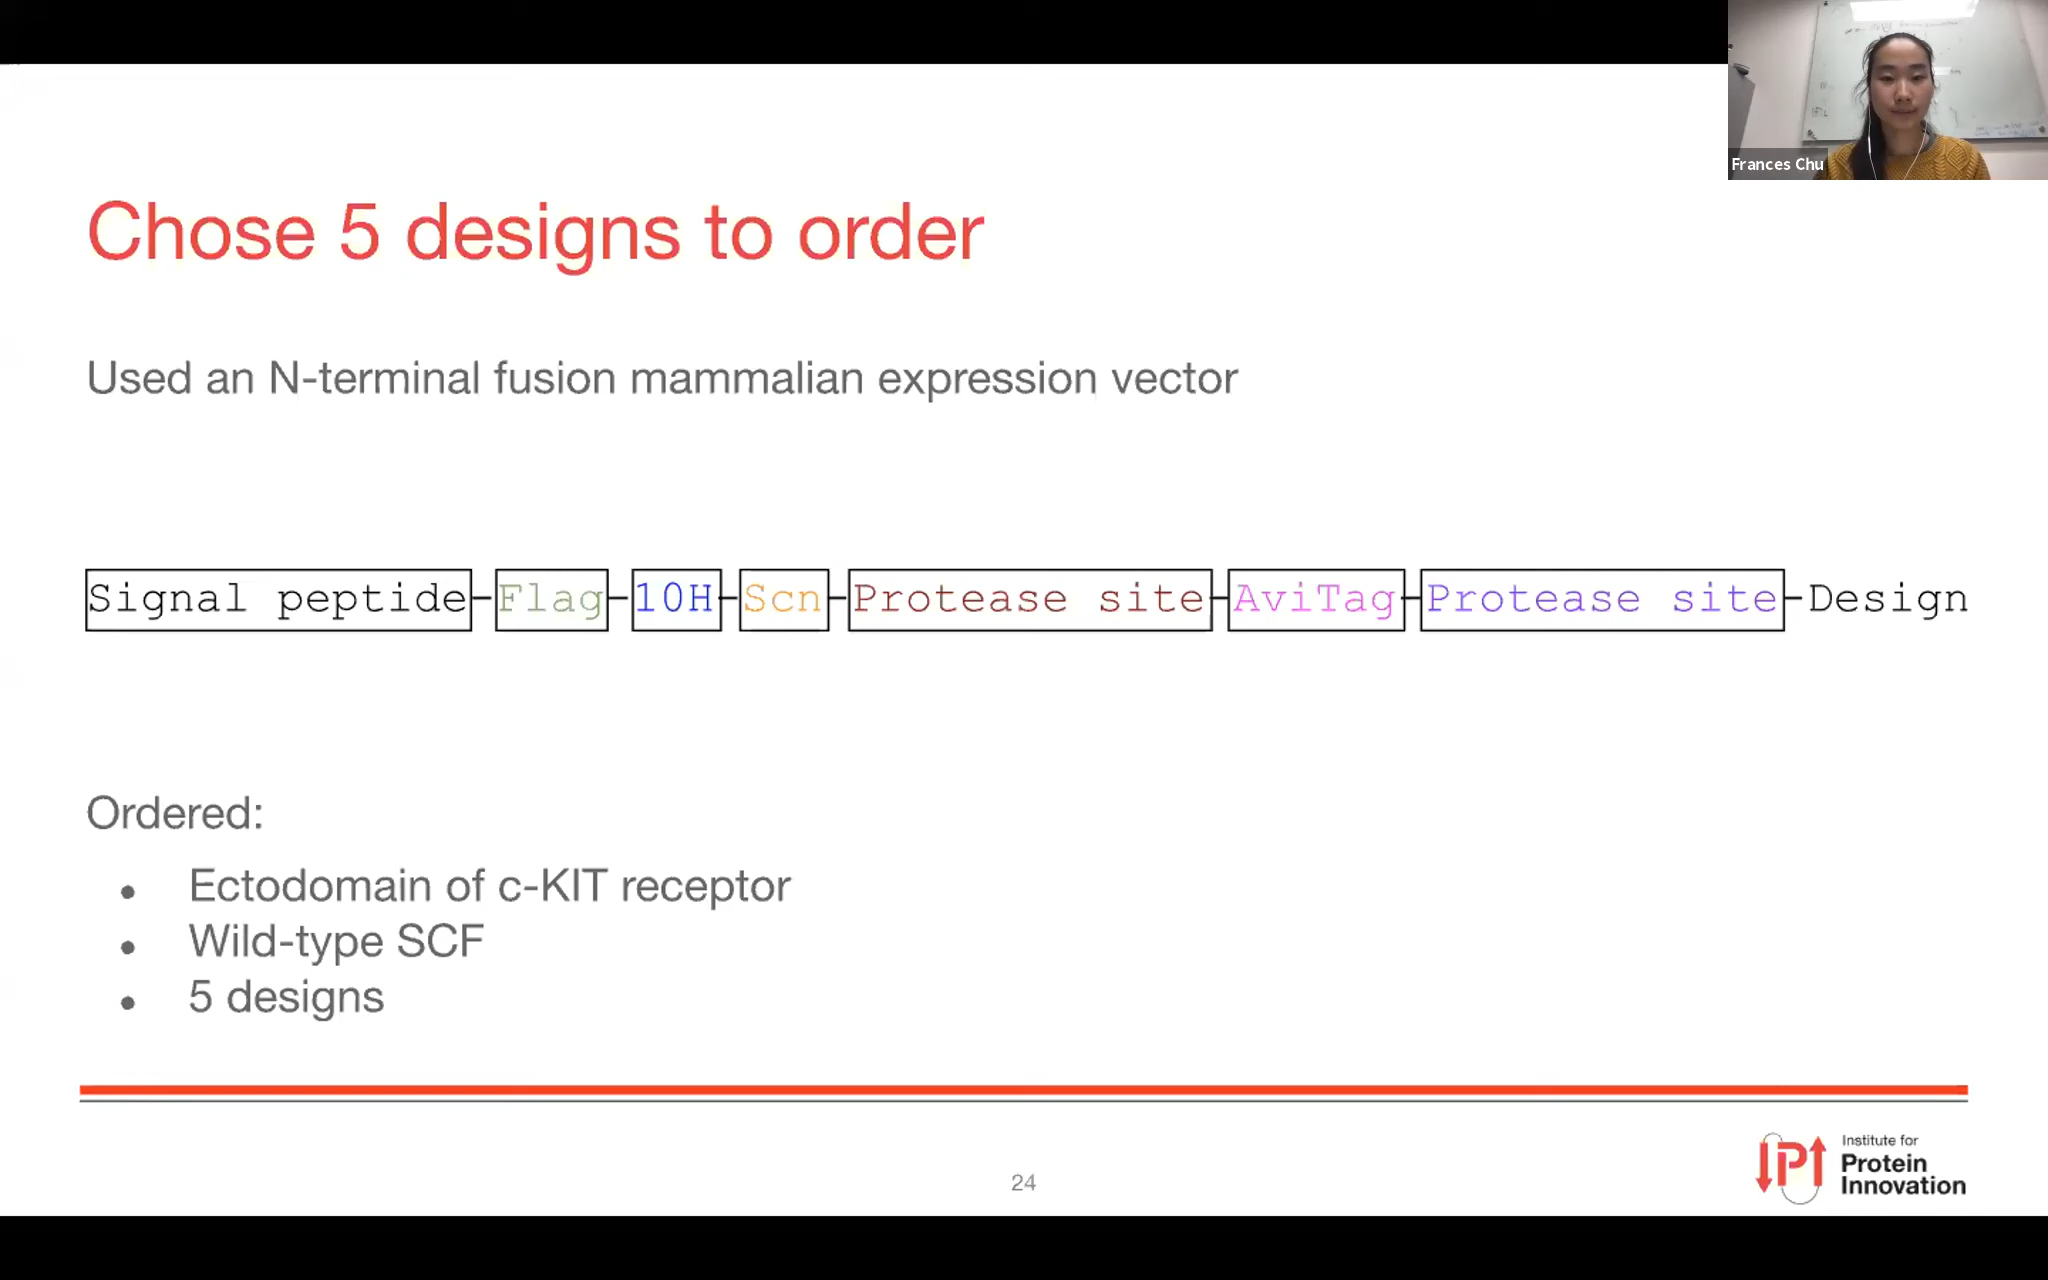 Frances Chu
Chose 5 designs to order
Used an N-terminal fusion mammalian expression vector
Signal peptide Flag 10H Scn Protease site AviTag Protease site Design
Ordered:
Ectodomain of c-KIT receptor
Wild-type SCF
5 designs
24
IPI
Institute for
Protein
Innovation